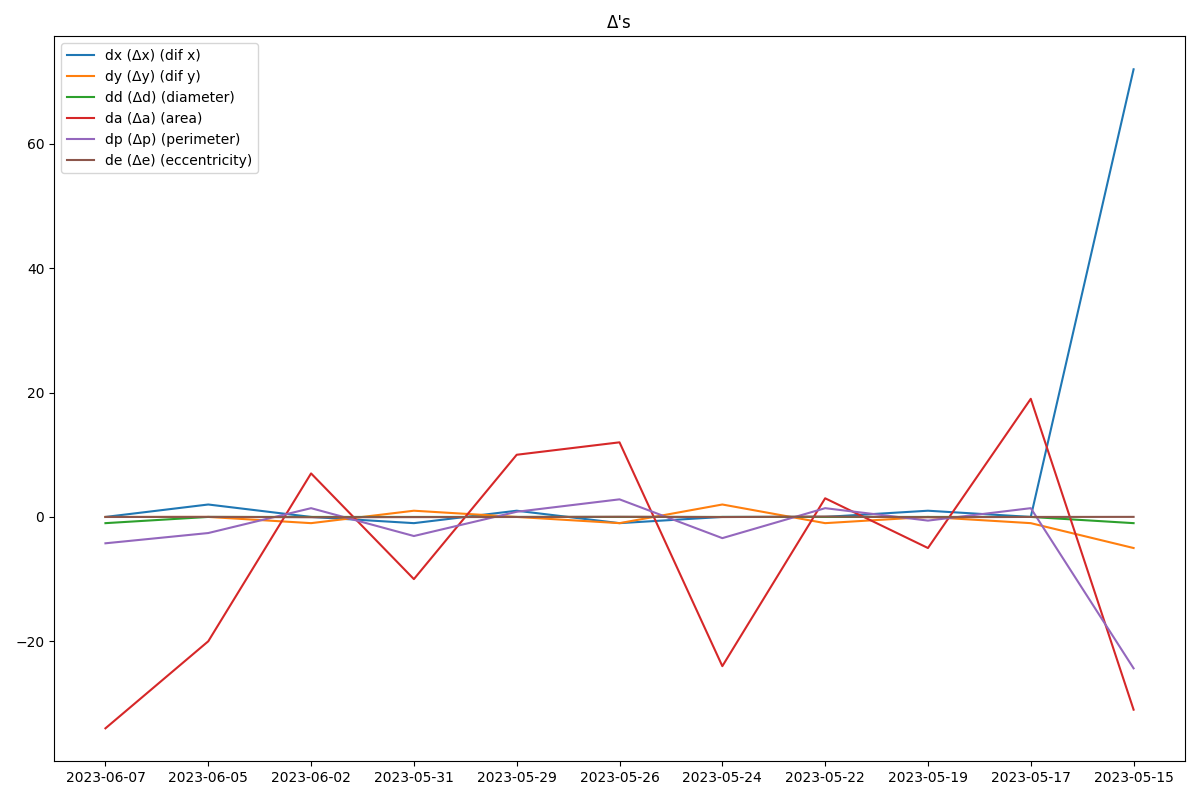 Δ's
dx (Δx) (dif x)
dy (Δy) (dif y)
dd (Δd) (diameter)
da (Δa) (area)
dp (Δp) (perimeter)
de (Δe) (eccentricity)
60
40
20
0
−20
2023-06-07 2023-06-05 2023-06-02 2023-05-31 2023-05-29 2023-05-26 2023-05-24 2023-05-22 2023-05-19 2023-05-17 2023-05-15